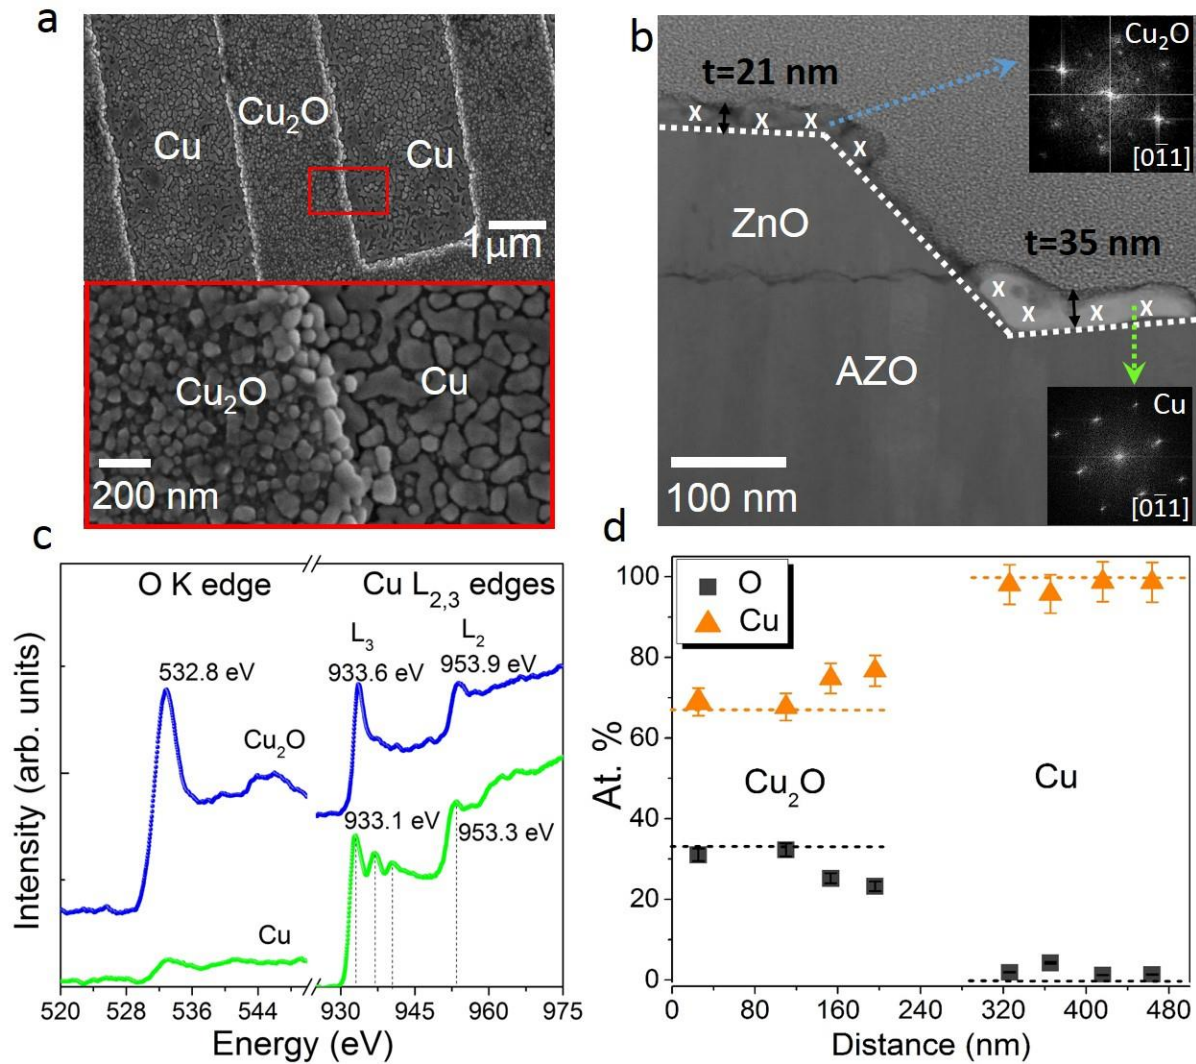 a
Cu₂O
Cu
Cu
1µm
Cu₂O
Cu
200 nm
b
t=21 nm
Cu₂O
[01̄1]
x x x
x
ZnO
t=35 nm
x
x x x
AZO
Cu
[01̄1]
100 nm
c
O K edge
Cu L₂,₃ edges
L₃
L₂
532.8 eV
933.6 eV
953.9 eV
Cu₂O
933.1 eV
953.3 eV
Cu
Intensity (arb. units)
520 528 536 544 930 945 960 975
Energy (eV)
d
O
Cu
Cu₂O
Cu
At. %
100
80
60
40
20
0
0 80 160 240 320 400 480
Distance (nm)